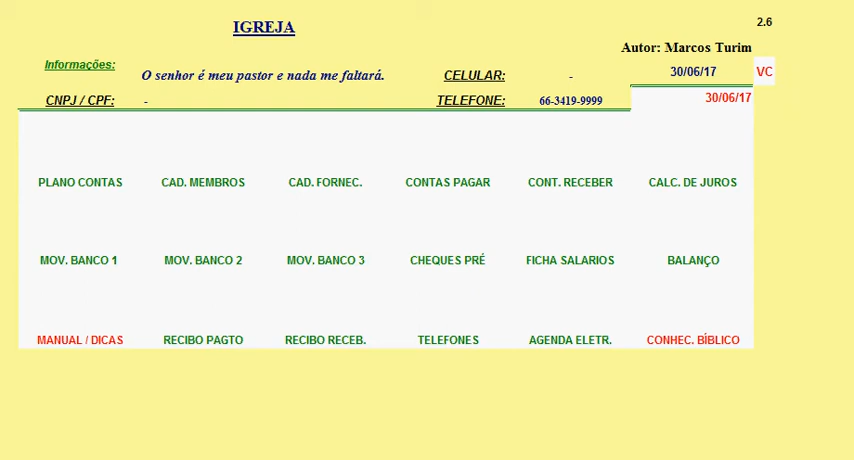 IGREJA
2.6
Autor: Marcos Turim
Informações:
O senhor é meu pastor e nada me faltará.
CELULAR: -
30/06/17 VC
CNPJ / CPF: -
TELEFONE: 66-3419-9999
30/06/17
PLANO CONTAS CAD. MEMBROS CAD. FORNEC. CONTAS PAGAR CONT. RECEBER CALC. DE JUROS
MOV. BANCO 1 MOV. BANCO 2 MOV. BANCO 3 CHEQUES PRÉ FICHA SALARIOS BALANÇO
MANUAL / DICAS RECIBO PAGTO RECIBO RECEB. TELEFONES AGENDA ELETR. CONHEC. BÍBLICO